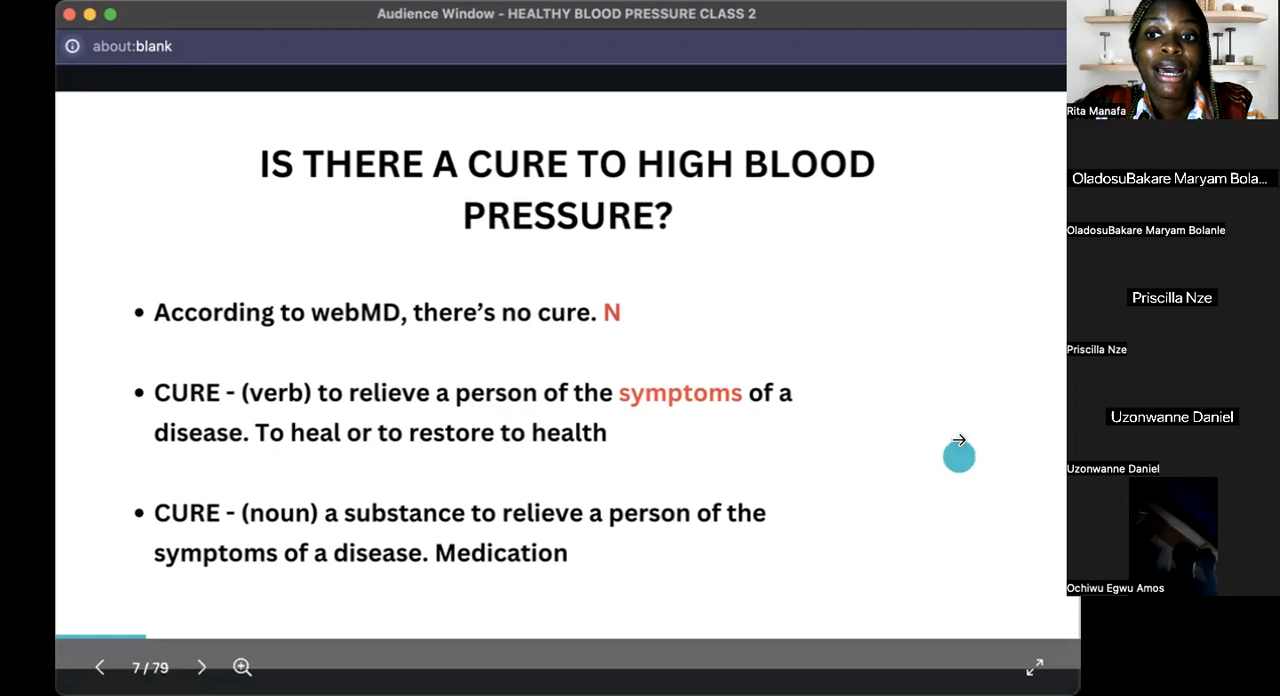 Audience Window - HEALTHY BLOOD PRESSURE CLASS 2
about:blank
IS THERE A CURE TO HIGH BLOOD
PRESSURE?
• According to webMD, there's no cure. N
• CURE - (verb) to relieve a person of the symptoms of a
disease. To heal or to restore to health
• CURE - (noun) a substance to relieve a person of the
symptoms of a disease. Medication
7 / 79
Rita Manafa
OladosuBakare Maryam Bola...
OladosuBakare Maryam Bolanle
Priscilla Nze
Priscilla Nze
Uzonwanne Daniel
Uzonwanne Daniel
Ochiwu Egwu Amos